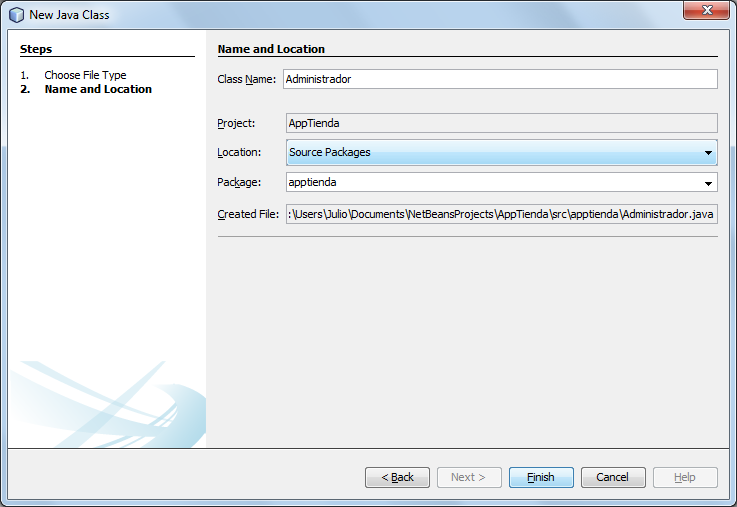 New Java Class
Steps
1. Choose File Type
2. Name and Location
Name and Location
Class Name: Administrador
Project: AppTienda
Location: Source Packages
Package: apptienda
Created File: :\Users\Julio\Documents\NetBeansProjects\AppTienda\src\apptienda\Administrador.java
< Back Next > Finish Cancel Help